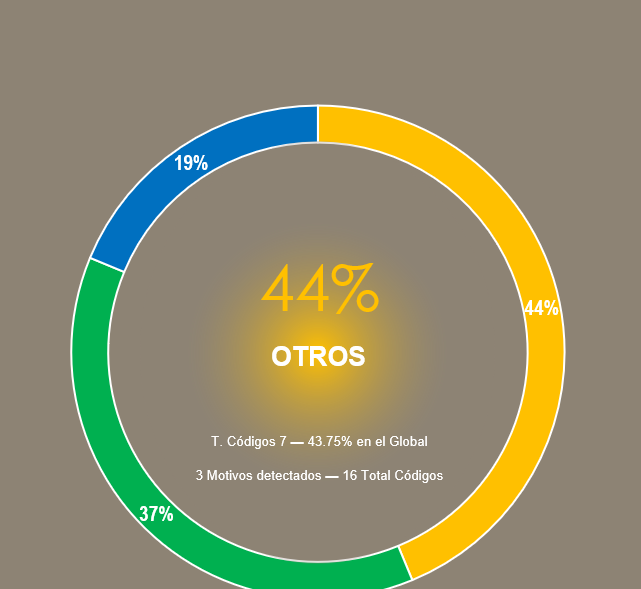 19%
44%
44%
OTROS
T. Códigos 7 — 43.75% en el Global
3 Motivos detectados — 16 Total Códigos
37%